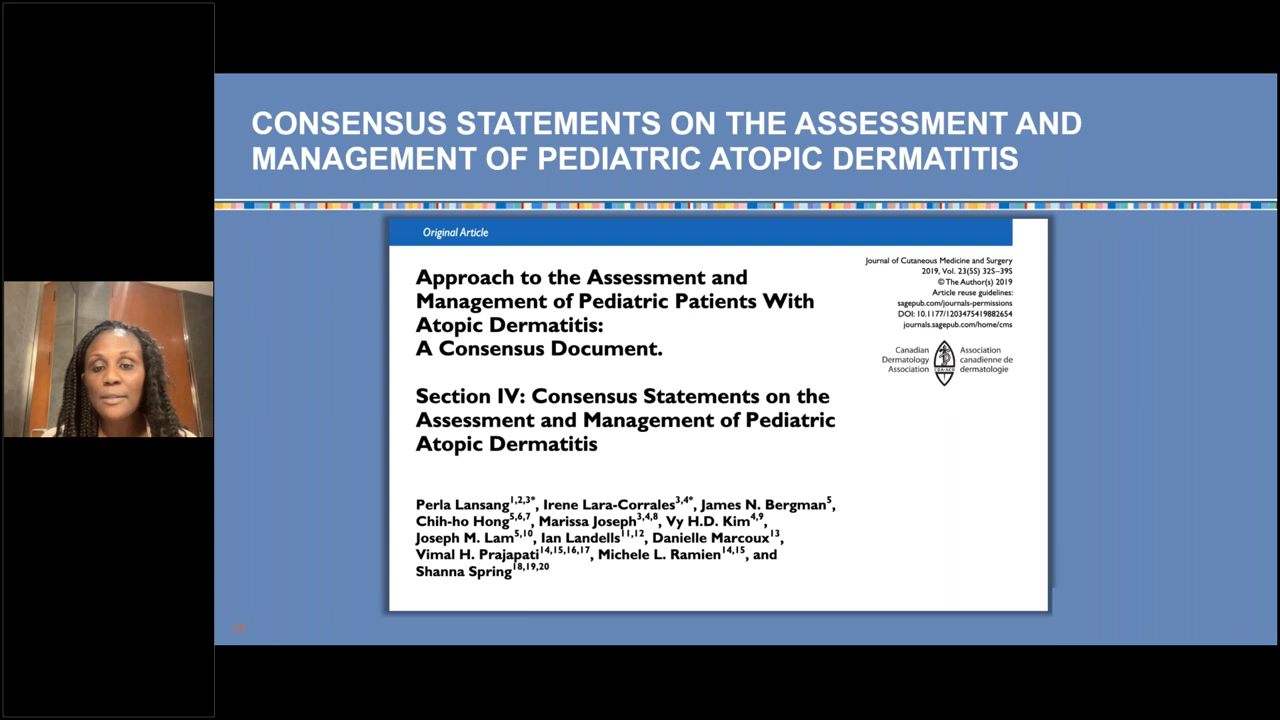 CONSENSUS STATEMENTS ON THE ASSESSMENT AND
MANAGEMENT OF PEDIATRIC ATOPIC DERMATITIS
Original Article
Journal of Cutaneous Medicine and Surgery
2019, Vol. 23(5S) 32S–39S
© The Author(s) 2019
Article reuse guidelines:
sagepub.com/journals-permissions
DOI: 10.1177/1203475419882654
journals.sagepub.com/home/cms
Canadian
Dermatology
Association
Association
canadienne de
dermatologie
Approach to the Assessment and
Management of Pediatric Patients With
Atopic Dermatitis:
A Consensus Document.
Section IV: Consensus Statements on the
Assessment and Management of Pediatric
Atopic Dermatitis
Perla Lansang1,2,3*, Irene Lara-Corrales3,4*, James N. Bergman5,
Chih-ho Hong5,6,7, Marissa Joseph3,4,8, Vy H.D. Kim4,9,
Joseph M. Lam5,10, Ian Landells11,12, Danielle Marcoux13,
Vimal H. Prajapati14,15,16,17, Michele L. Ramien14,15, and
Shanna Spring18,19,20